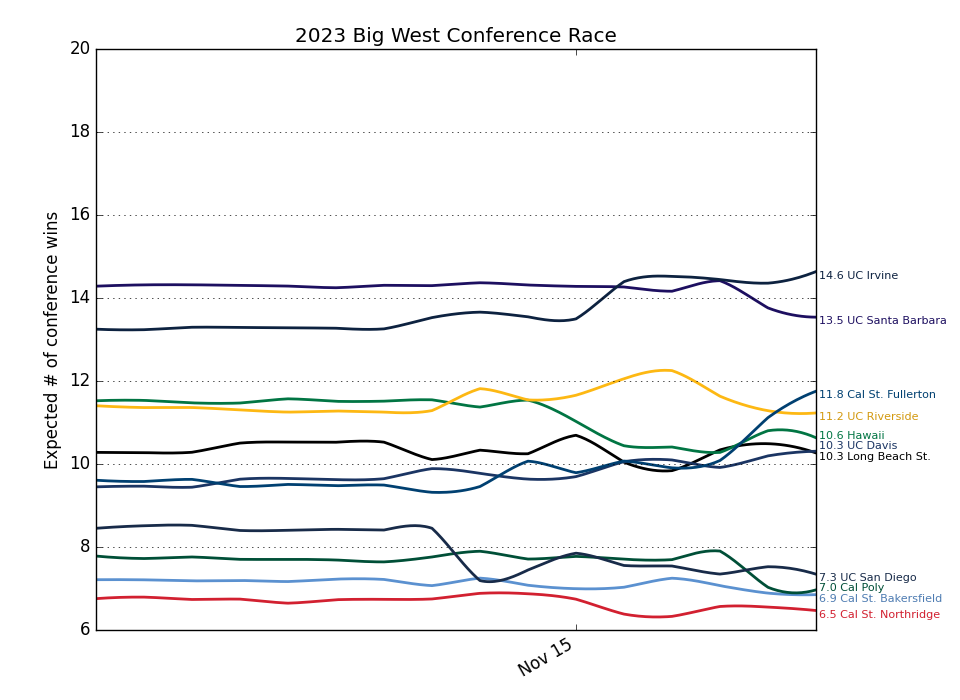 2023 Big West Conference Race
Expected # of conference wins
20
18
16
14
12
10
8
6
Nov 15
14.6 UC Irvine
13.5 UC Santa Barbara
11.8 Cal St. Fullerton
11.2 UC Riverside
10.6 Hawaii
10.3 UC Davis
10.3 Long Beach St.
7.3 UC San Diego
7.0 Cal Poly
6.9 Cal St. Bakersfield
6.5 Cal St. Northridge